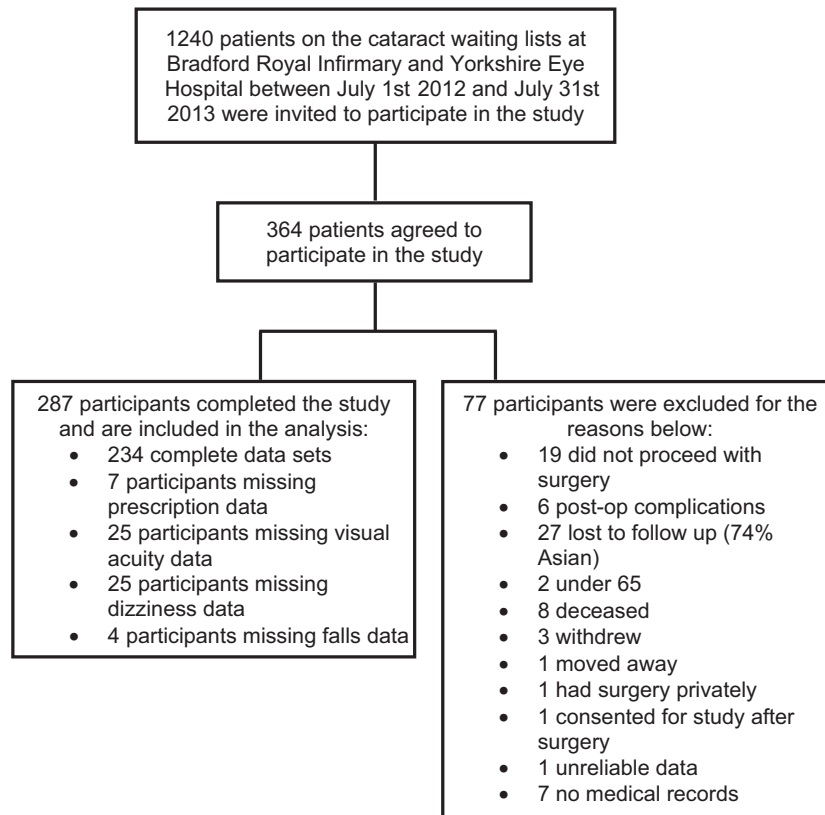 1240 patients on the cataract waiting lists at
Bradford Royal Infirmary and Yorkshire Eye
Hospital between July 1st 2012 and July 31st
2013 were invited to participate in the study
364 patients agreed to
participate in the study
287 participants completed the study
and are included in the analysis:
• 234 complete data sets
• 7 participants missing
prescription data
• 25 participants missing visual
acuity data
• 25 participants missing
dizziness data
• 4 participants missing falls data
77 participants were excluded for the
reasons below:
• 19 did not proceed with
surgery
• 6 post-op complications
• 27 lost to follow up (74%
Asian)
• 2 under 65
• 8 deceased
• 3 withdrew
• 1 moved away
• 1 had surgery privately
• 1 consented for study after
surgery
• 1 unreliable data
• 7 no medical records